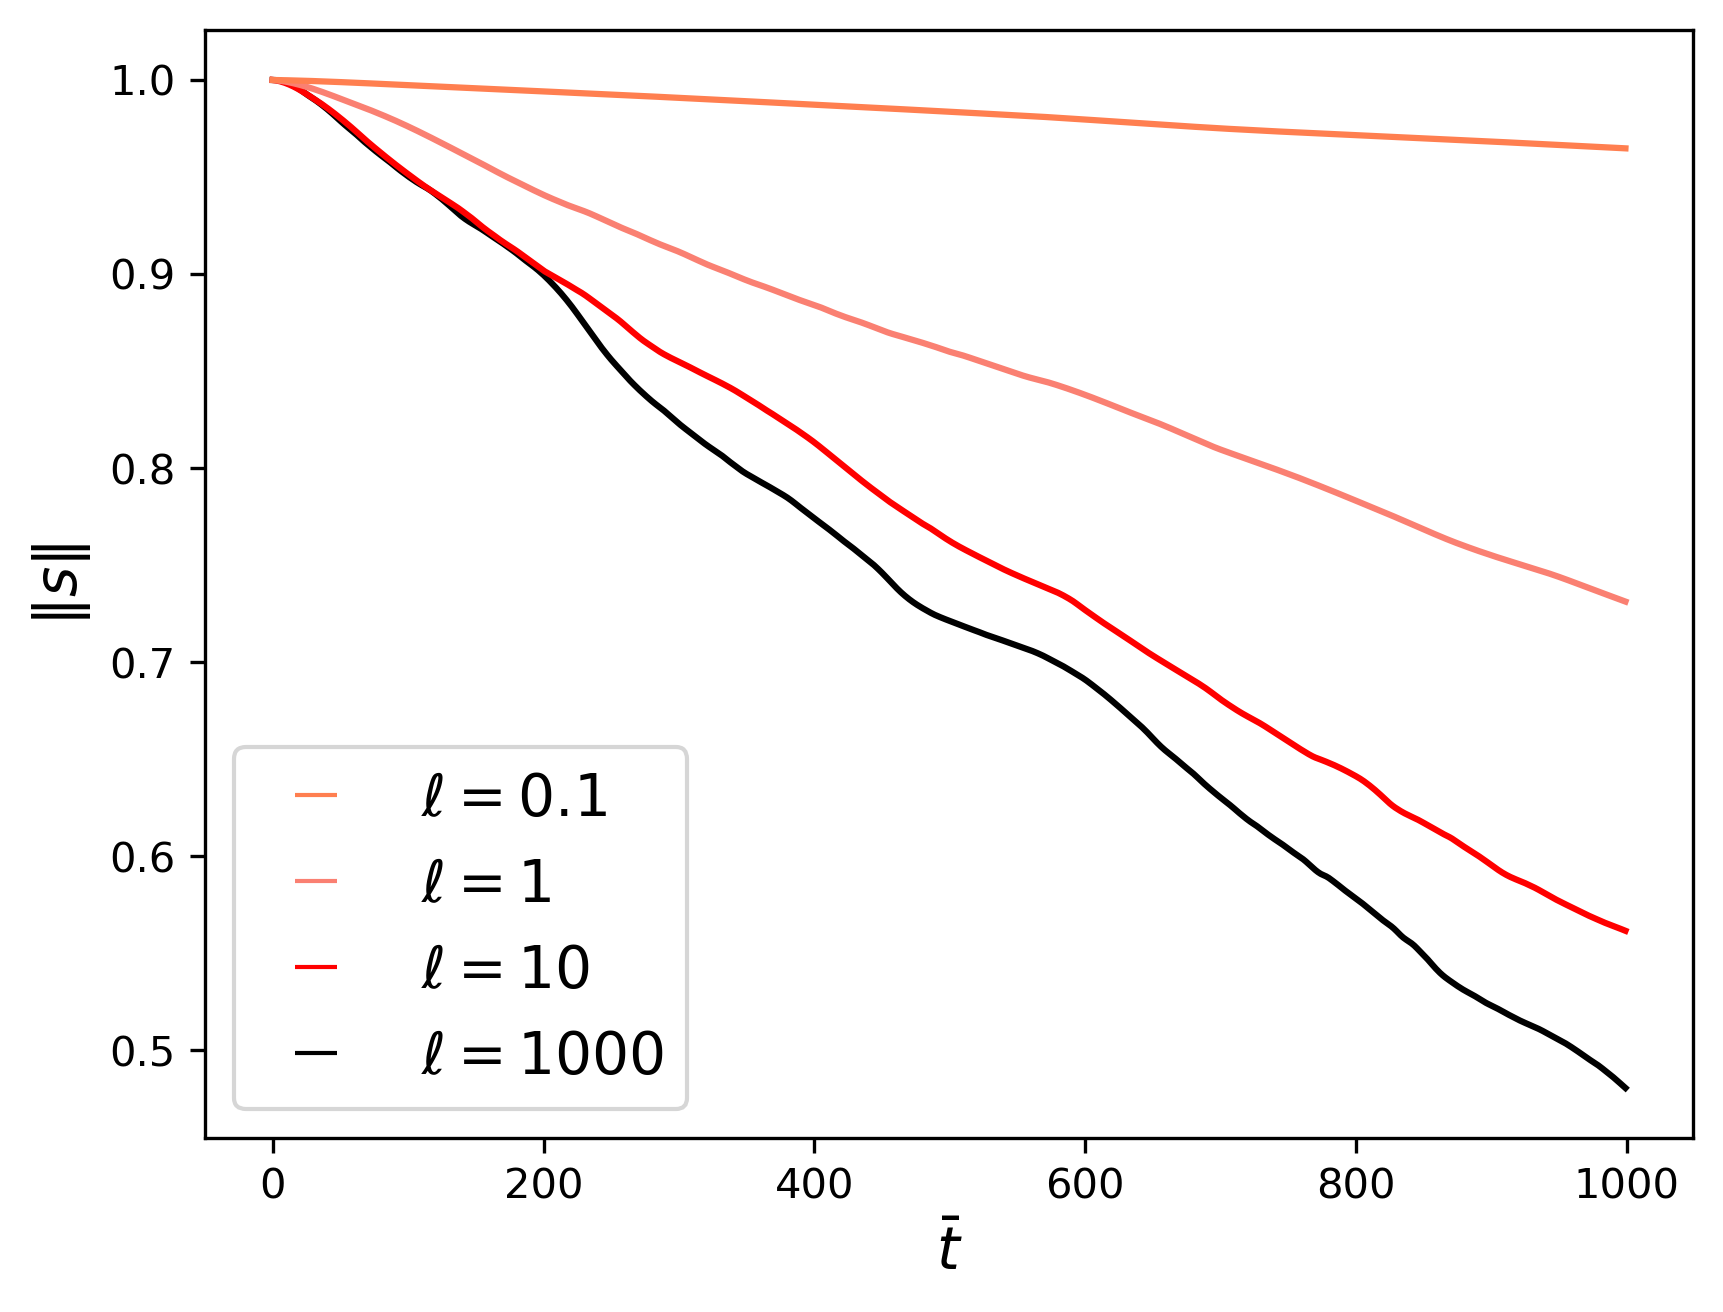 1.0
0.9
0.8
0.7
0.6
0.5
‖s‖
ℓ = 0.1
ℓ = 1
ℓ = 10
ℓ = 1000
0 200 400 600 800 1000
t̄